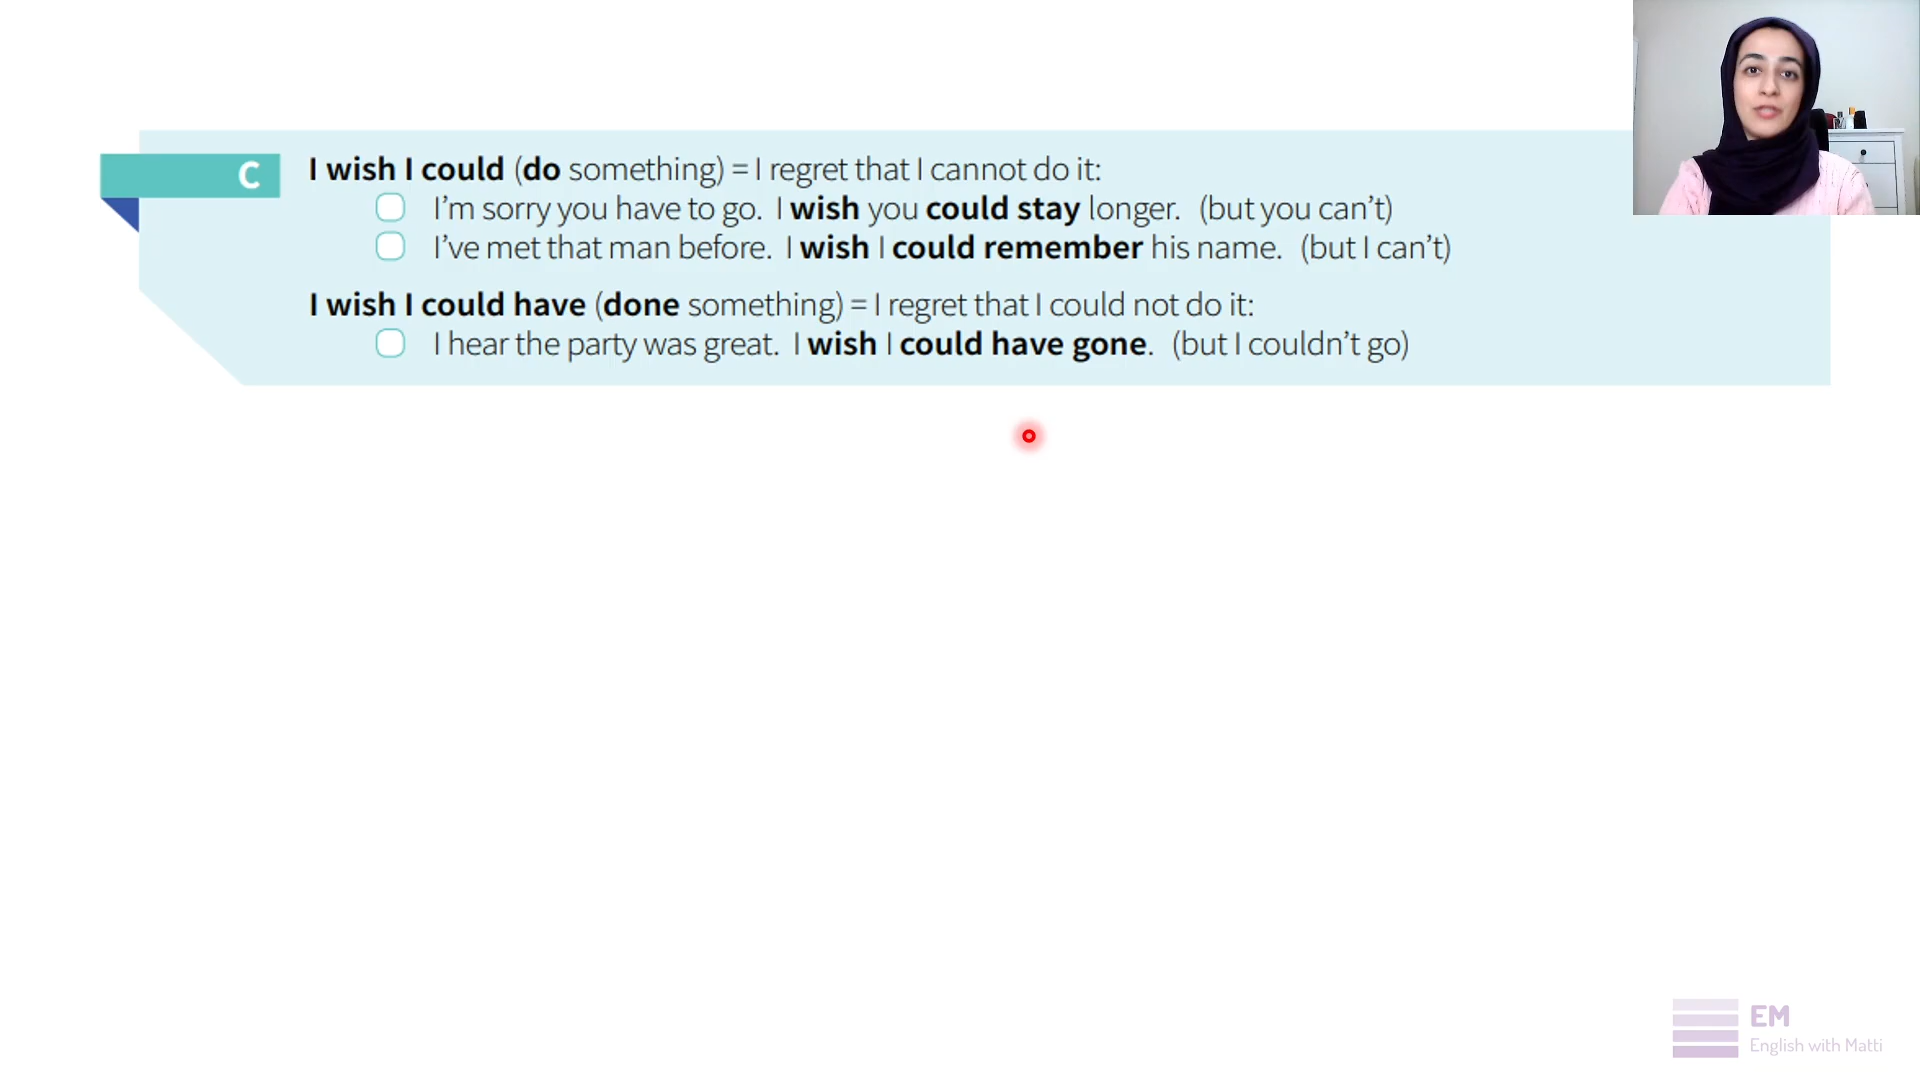 C
I wish I could (do something) = I regret that I cannot do it:
I'm sorry you have to go. I wish you could stay longer. (but you can't)
I've met that man before. I wish I could remember his name. (but I can't)
I wish I could have (done something) = I regret that I could not do it:
I hear the party was great. I wish I could have gone. (but I couldn't go)
EM
English with Matti